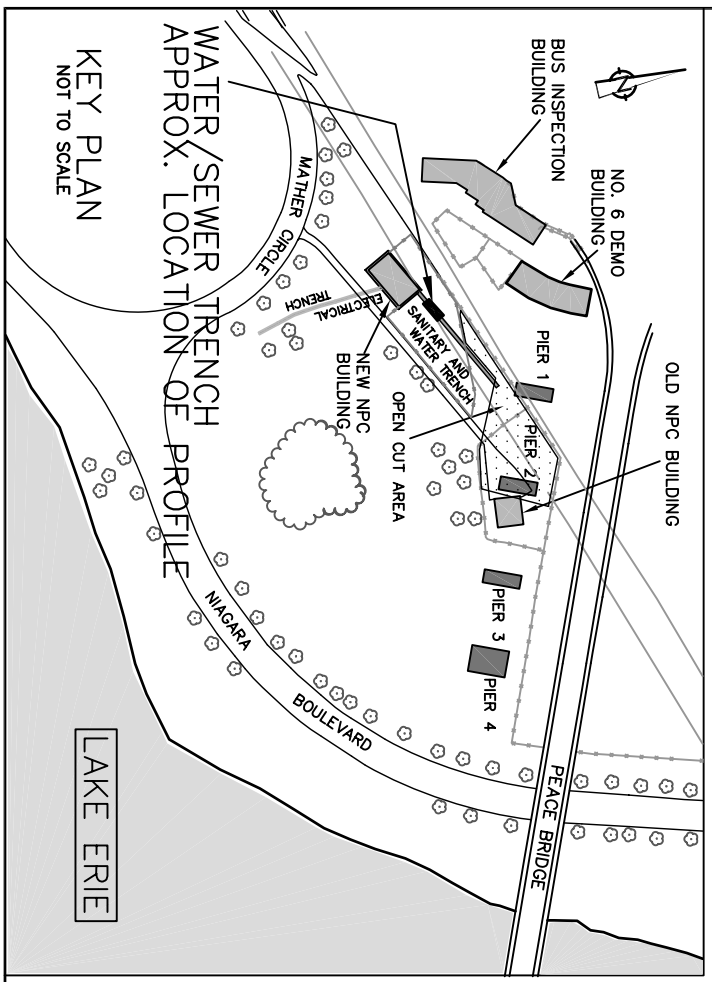 BUS INSPECTION
BUILDING
NO. 6 DEMO
BUILDING
OLD NPC BUILDING
PIER 1
PIER 2
PIER 3
PIER 4
PEACE BRIDGE
OPEN CUT AREA
SANITARY AND
WATER TRENCH
NEW NPC
BUILDING
ELECTRICAL
TRENCH
MATHER CIRCLE
NIAGARA
BOULEVARD
WATER/SEWER TRENCH
APPROX. LOCATION OF PROFILE
KEY PLAN
NOT TO SCALE
LAKE ERIE